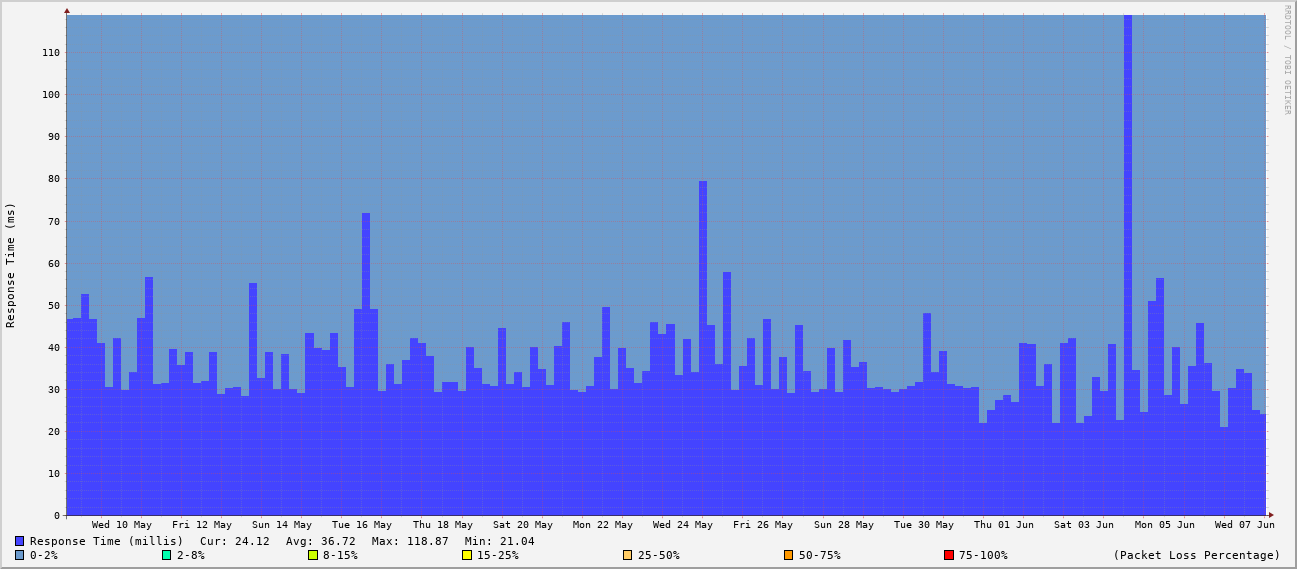 RRDTOOL / TOBI OETIKER
Response Time (ms)
110
100
90
80
70
60
50
40
30
20
10
0
Wed 10 May Fri 12 May Sun 14 May Tue 16 May Thu 18 May Sat 20 May Mon 22 May Wed 24 May Fri 26 May Sun 28 May Tue 30 May Thu 01 Jun Sat 03 Jun Mon 05 Jun Wed 07 Jun
Response Time (millis) Cur: 24.12 Avg: 36.72 Max: 118.87 Min: 21.04
0-2% 2-8% 8-15% 15-25% 25-50% 50-75% 75-100% (Packet Loss Percentage)